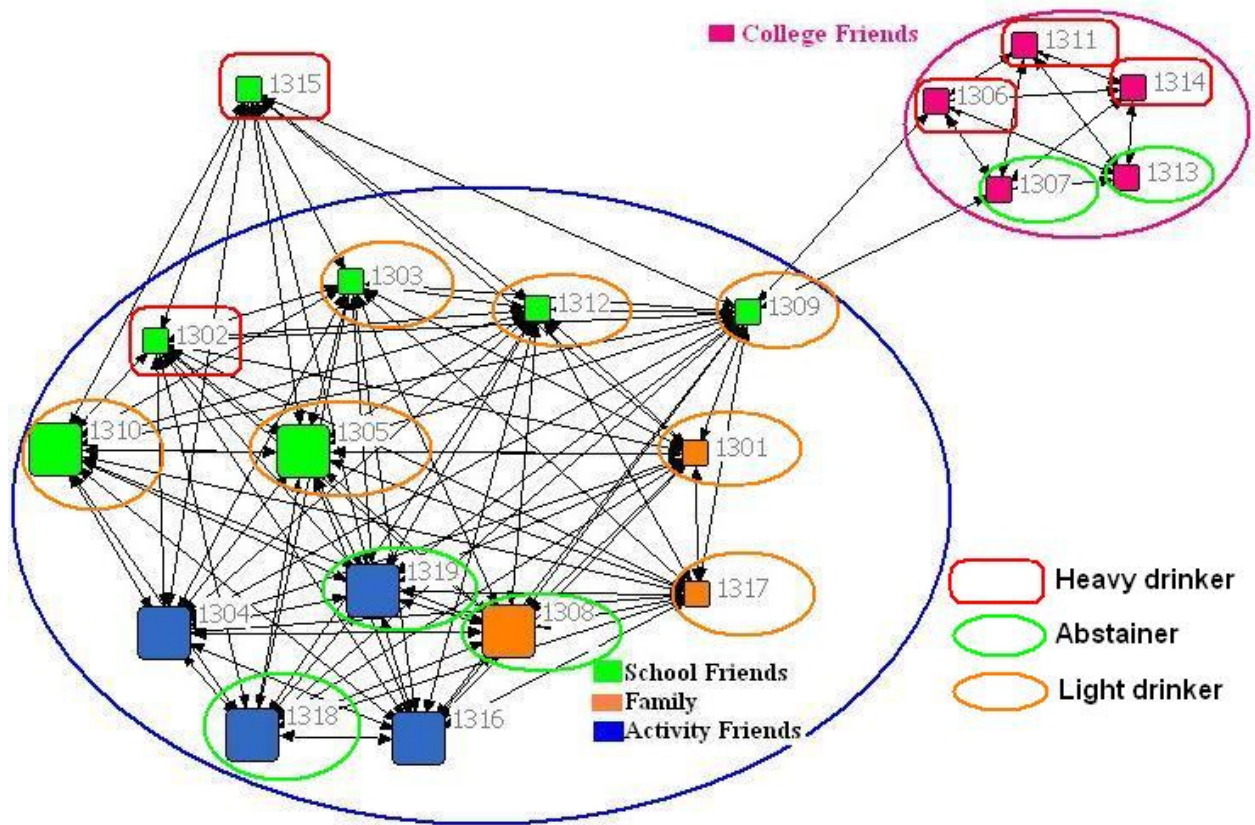 College Friends
1311
1315
1314
1306
1313
1307
1303
1312
1309
1302
1310
1305
1301
1319
1317
1304
1308
Heavy drinker
Abstainer
School Friends
Light drinker
Family
1318
1316
Activity Friends